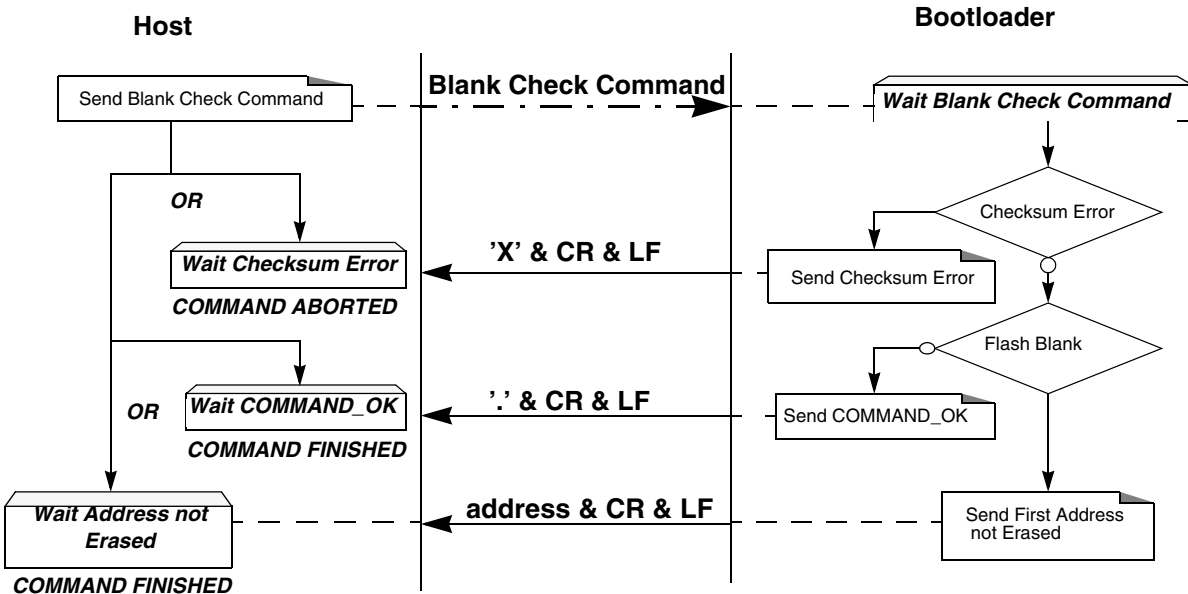 Host
Bootloader
Send Blank Check Command
Blank Check Command
Wait Blank Check Command
OR
Checksum Error
Wait Checksum Error
'X' & CR & LF
Send Checksum Error
COMMAND ABORTED
Flash Blank
OR
Wait COMMAND_OK
'.' & CR & LF
Send COMMAND_OK
COMMAND FINISHED
Wait Address not
Erased
address & CR & LF
Send First Address
not Erased
COMMAND FINISHED